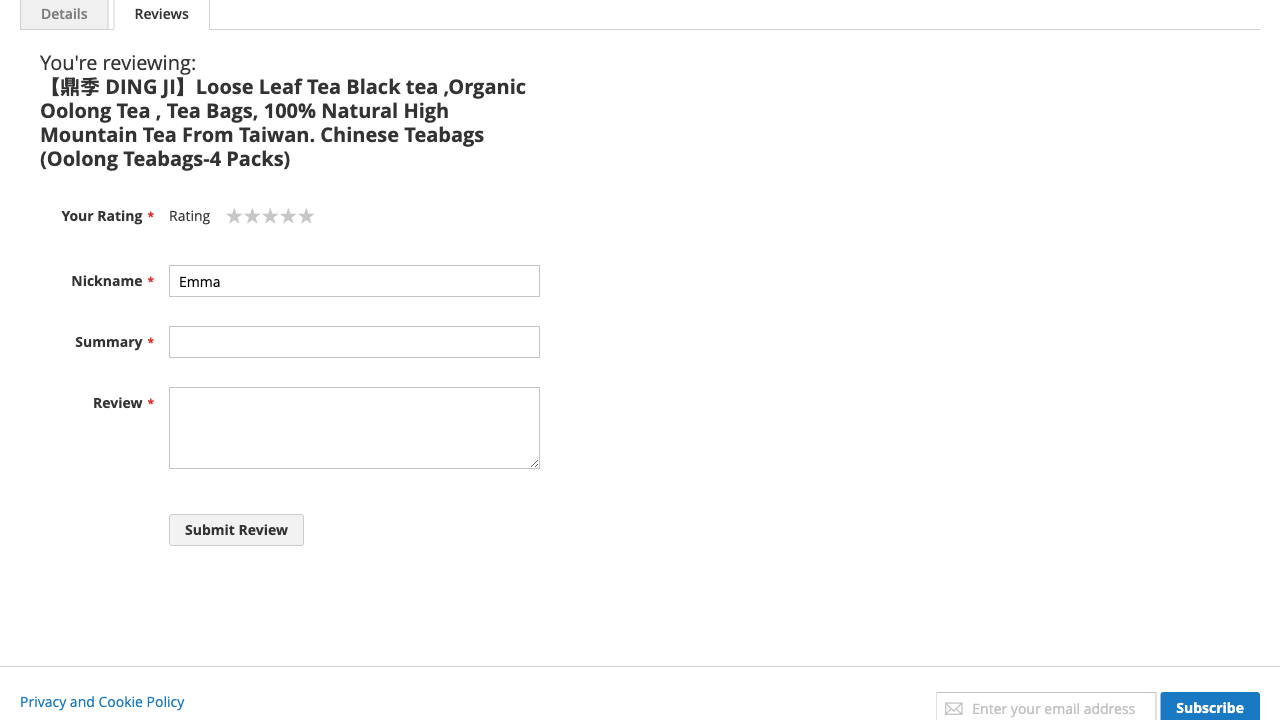 Details
Reviews
You're reviewing:
【鼎季 DING JI】Loose Leaf Tea Black tea ,Organic
Oolong Tea , Tea Bags, 100% Natural High
Mountain Tea From Taiwan. Chinese Teabags
(Oolong Teabags-4 Packs)
Your Rating *
Rating
Nickname *
Emma
Summary *
Review *
Submit Review
Privacy and Cookie Policy
Enter your email address
Subscribe